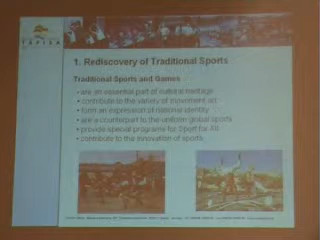 TAFISA
1. Rediscovery of Traditional Sports
Traditional Sports and Games
• are an essential part of cultural heritage
• contribute to the variety of movement art
• form an expression of national identity
• are a counterpart to the uniform global sports
• provide special programs for Sport for All
• contribute to the innovation of sports